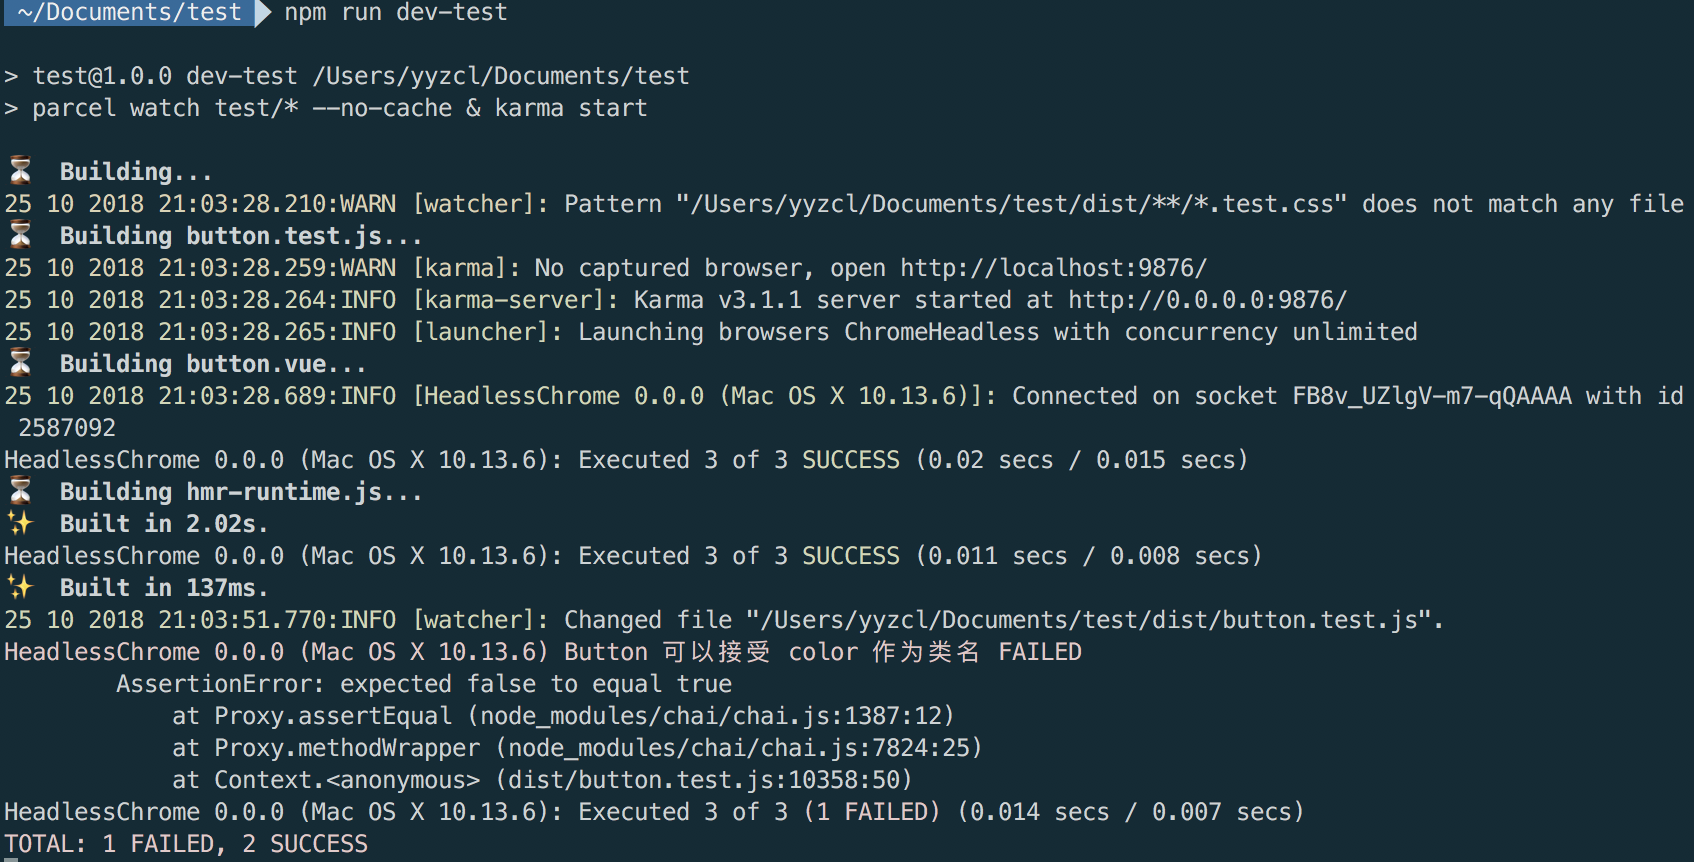 ~/Documents/test npm run dev-test
> test@1.0.0 dev-test /Users/yyzcl/Documents/test
> parcel watch test/* --no-cache & karma start
Building...
25 10 2018 21:03:28.210:WARN [watcher]: Pattern "/Users/yyzcl/Documents/test/dist/**/*.test.css" does not match any file
Building button.test.js...
25 10 2018 21:03:28.259:WARN [karma]: No captured browser, open http://localhost:9876/
25 10 2018 21:03:28.264:INFO [karma-server]: Karma v3.1.1 server started at http://0.0.0.0:9876/
25 10 2018 21:03:28.265:INFO [launcher]: Launching browsers ChromeHeadless with concurrency unlimited
Building button.vue...
25 10 2018 21:03:28.689:INFO [HeadlessChrome 0.0.0 (Mac OS X 10.13.6)]: Connected on socket FB8v_UZlgV-m7-qQAAAA with id
2587092
HeadlessChrome 0.0.0 (Mac OS X 10.13.6): Executed 3 of 3 SUCCESS (0.02 secs / 0.015 secs)
Building hmr-runtime.js...
Built in 2.02s.
HeadlessChrome 0.0.0 (Mac OS X 10.13.6): Executed 3 of 3 SUCCESS (0.011 secs / 0.008 secs)
Built in 137ms.
25 10 2018 21:03:51.770:INFO [watcher]: Changed file "/Users/yyzcl/Documents/test/dist/button.test.js".
HeadlessChrome 0.0.0 (Mac OS X 10.13.6) Button 可以接受 color 作为类名 FAILED
AssertionError: expected false to equal true
at Proxy.assertEqual (node_modules/chai/chai.js:1387:12)
at Proxy.methodWrapper (node_modules/chai/chai.js:7824:25)
at Context.<anonymous> (dist/button.test.js:10358:50)
HeadlessChrome 0.0.0 (Mac OS X 10.13.6): Executed 3 of 3 (1 FAILED) (0.014 secs / 0.007 secs)
TOTAL: 1 FAILED, 2 SUCCESS